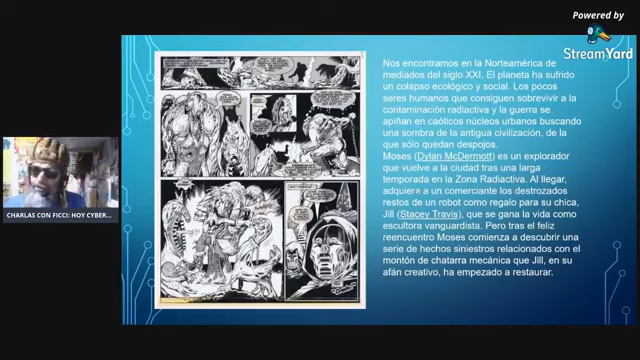 Powered by
StreamYard
Nos encontramos en la Norteamérica de
mediados del siglo XXI. El planeta ha sufrido
un colapso ecológico y social. Los pocos
seres humanos que consiguen sobrevivir a la
contaminación radiactiva y la guerra se
apiñan en caóticos núcleos urbanos buscando
una sombra de la antigua civilización, de la
que sólo quedan despojos.
Moses (Dylan McDermott) es un explorador
que vuelve a la ciudad tras una larga
temporada en la Zona Radiactiva. Al llegar,
adquiere a un comerciante los destrozados
restos de un robot como regalo para su chica,
Jill (Stacey Travis), que se gana la vida como
escultora vanguardista. Pero tras el feliz
reencuentro Moses comienza a descubrir una
serie de hechos siniestros relacionados con el
montón de chatarra mecánica que Jill, en su
afán creativo, ha empezado a restaurar.
CHARLAS CON FICCI: HOY CYBER...